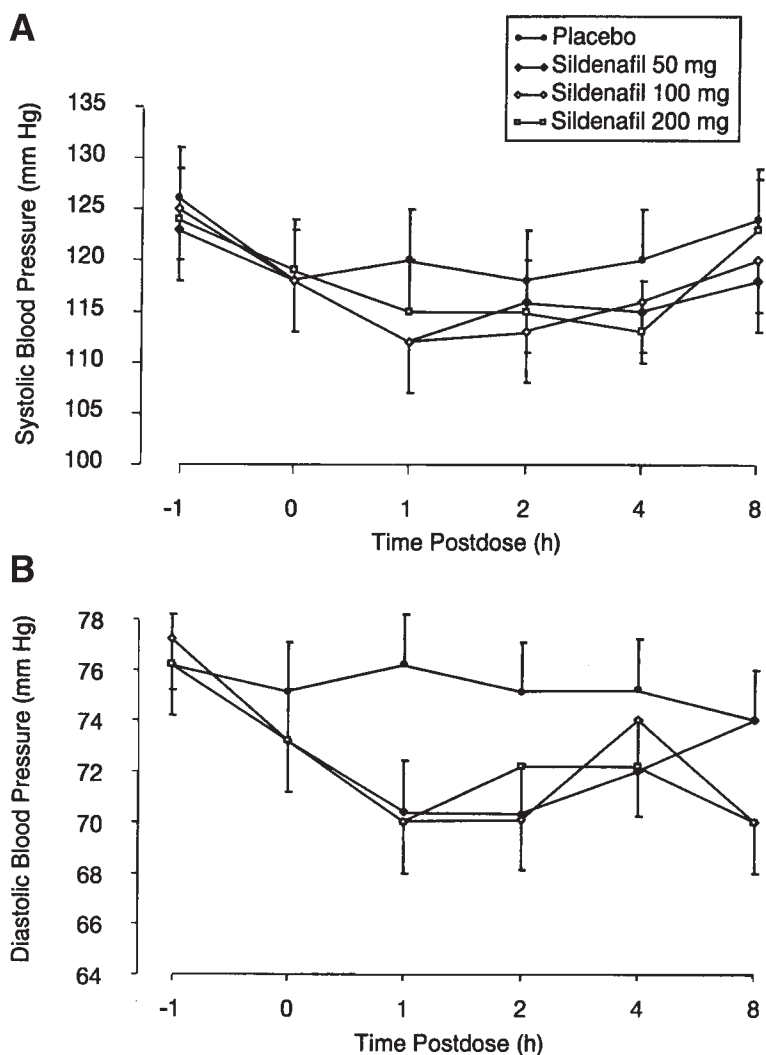 A
Placebo
Sildenafil 50 mg
Sildenafil 100 mg
Sildenafil 200 mg
Systolic Blood Pressure (mm Hg)
135
130
125
120
115
110
105
100
-1 0 1 2 4 8
Time Postdose (h)
B
Diastolic Blood Pressure (mm Hg)
78
76
74
72
70
68
66
64
-1 0 1 2 4 8
Time Postdose (h)